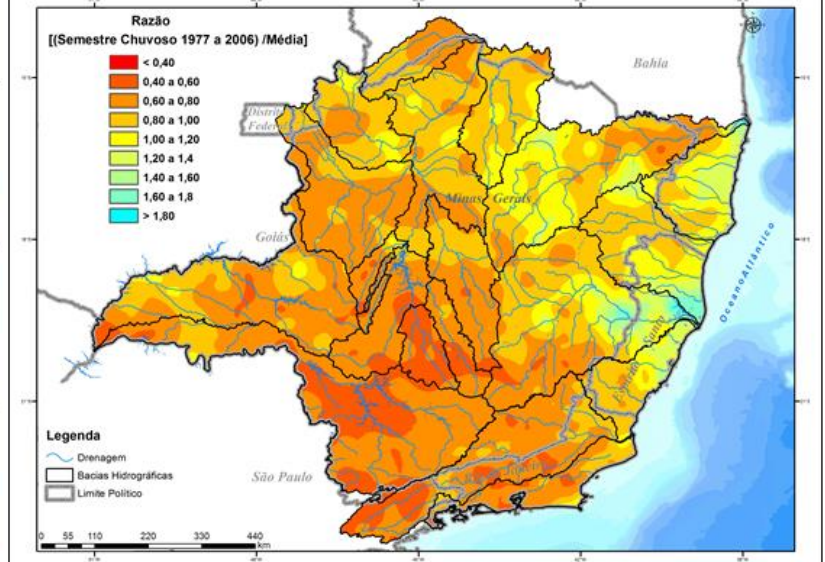 Razão
[(Semestre Chuvoso 1977 a 2006) /Média]
< 0,40
0,40 a 0,60
0,60 a 0,80
0,80 a 1,00
1,00 a 1,20
1,20 a 1,4
1,40 a 1,60
1,60 a 1,8
> 1,80
Bahia
Minas Gerais
Goiás
Oceano Atlântico
Espírito Santo
São Paulo
Legenda
Drenagem
Bacias Hidrográficas
Limite Político
0 55 110 220 330 440
km